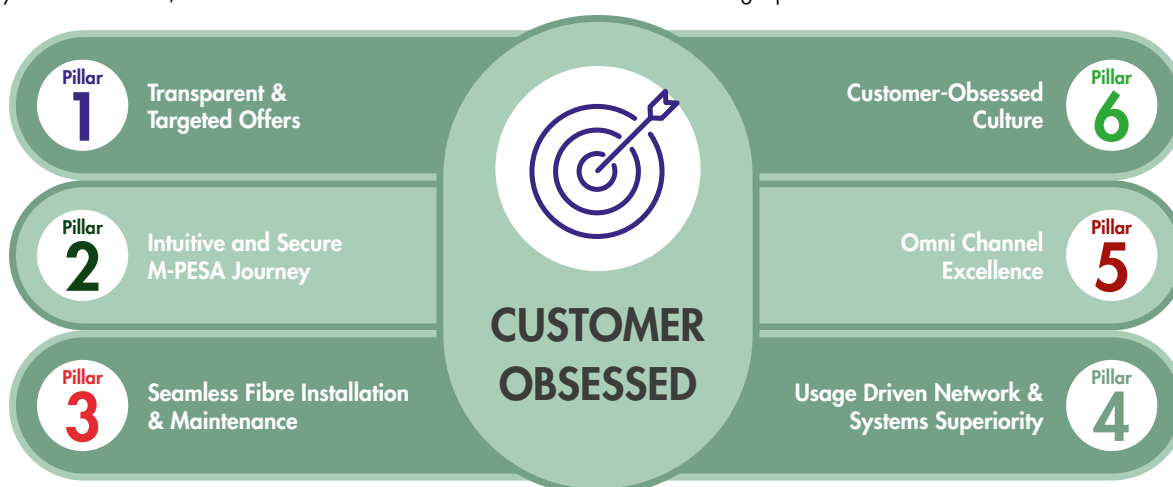 Pillar
1
Transparent &
Targeted Offers
Pillar
2
Intuitive and Secure
M-PESA Journey
Pillar
3
Seamless Fibre Installation
& Maintenance
CUSTOMER
OBSESSED
Customer-Obsessed
Culture
Pillar
6
Omni Channel
Excellence
Pillar
5
Usage Driven Network &
Systems Superiority
Pillar
4